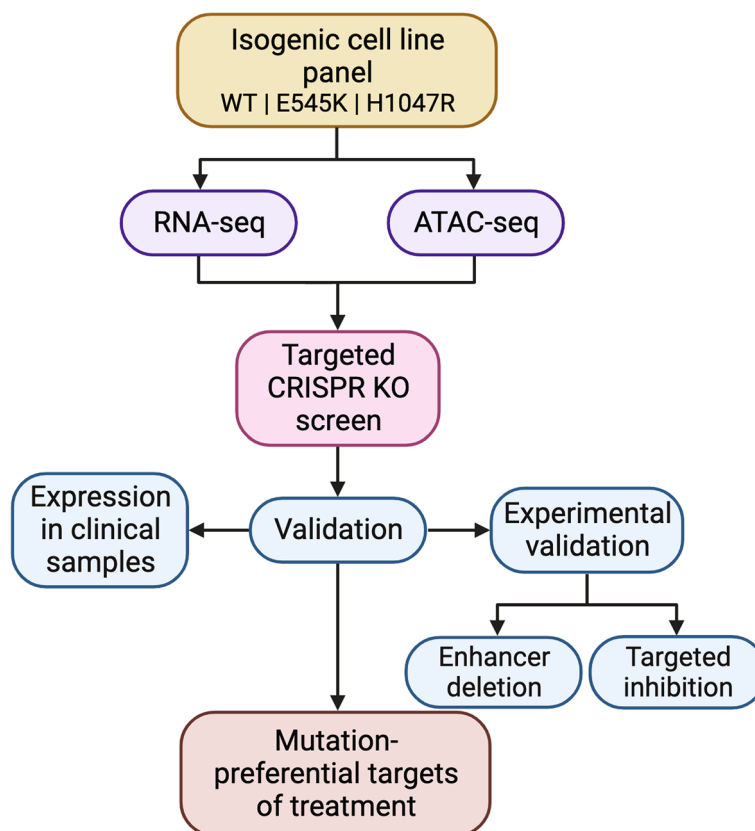 Isogenic cell line
panel
WT | E545K | H1047R
RNA-seq
ATAC-seq
Targeted
CRISPR KO
screen
Expression
in clinical
samples
Validation
Experimental
validation
Enhancer
deletion
Targeted
inhibition
Mutation-
preferential targets
of treatment